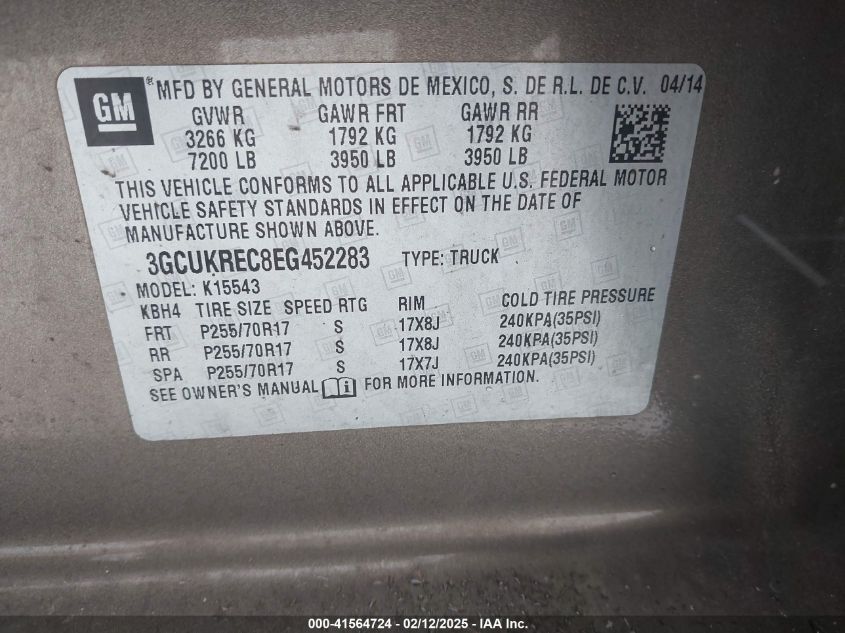 GM ® MFD BY GENERAL MOTORS DE MEXICO, S. DE R.L. DE C.V. 04/14
GVWR GAWR FRT GAWR RR
3266 KG 1792 KG 1792 KG
7200 LB 3950 LB 3950 LB
THIS VEHICLE CONFORMS TO ALL APPLICABLE U.S. FEDERAL MOTOR
VEHICLE SAFETY STANDARDS IN EFFECT ON THE DATE OF
MANUFACTURE SHOWN ABOVE.
3GCUKREC8EG452283 TYPE: TRUCK
MODEL: K15543
KBH4 TIRE SIZE SPEED RTG RIM COLD TIRE PRESSURE
FRT P255/70R17 S 17X8J 240KPA(35PSI)
RR P255/70R17 S 17X8J 240KPA(35PSI)
SPA P255/70R17 S 17X7J 240KPA(35PSI)
SEE OWNER'S MANUAL FOR MORE INFORMATION.
000-41564724 - 02/12/2025 - IAA Inc.